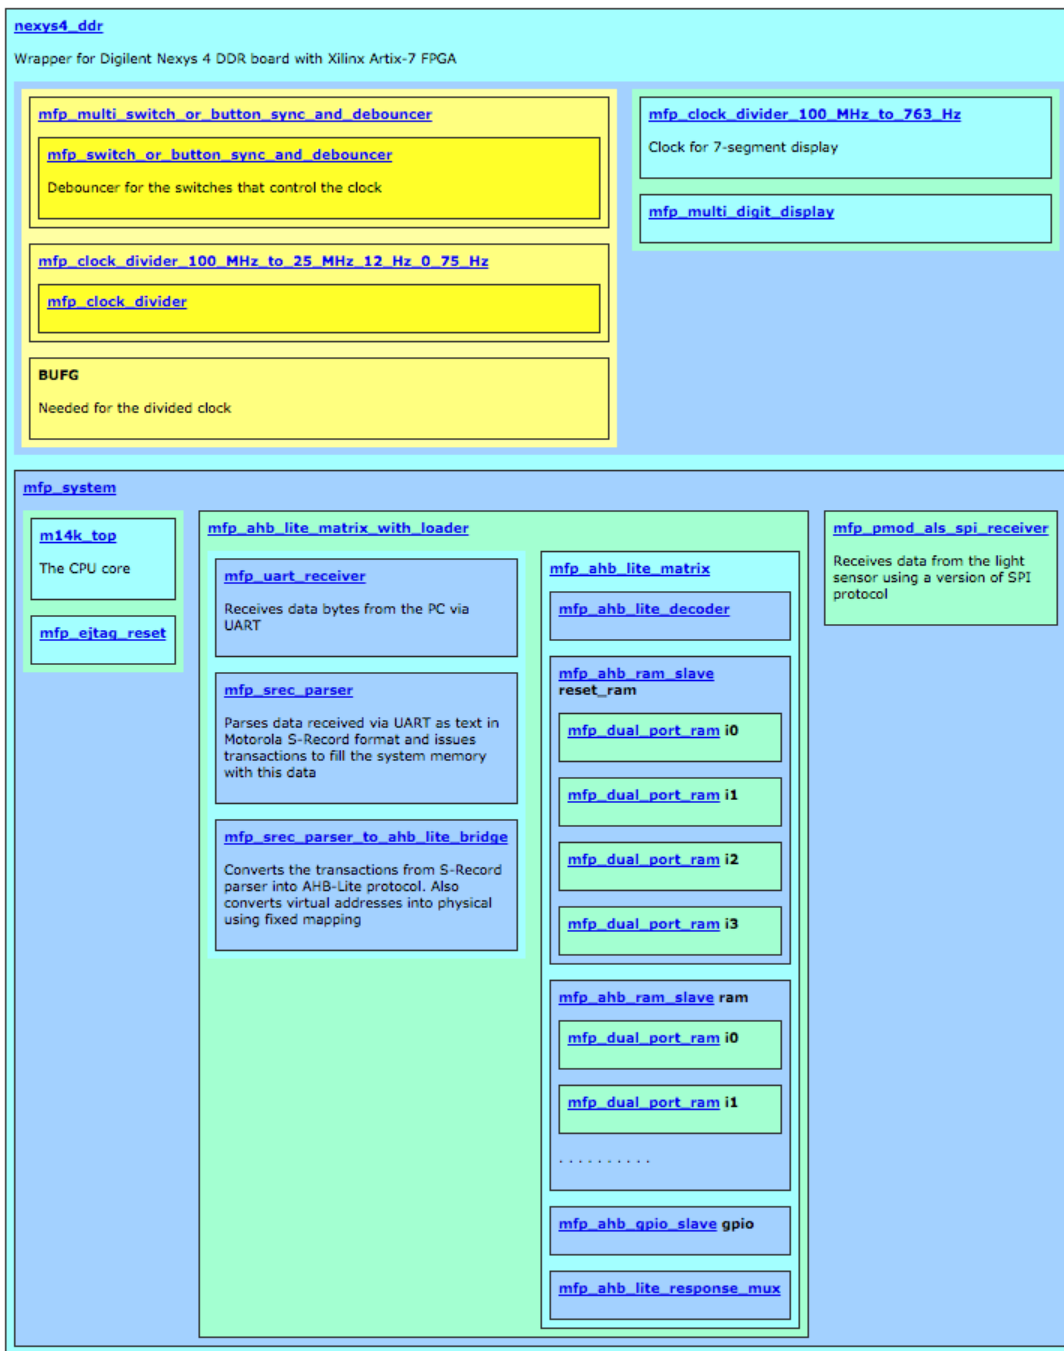 nexys4_ddr
Wrapper for Digilent Nexys 4 DDR board with Xilinx Artix-7 FPGA
mfp_multi_switch_or_button_sync_and_debouncer
mfp_switch_or_button_sync_and_debouncer
Debouncer for the switches that control the clock
mfp_clock_divider_100_MHz_to_25_MHz_12_Hz_0_75_Hz
mfp_clock_divider
BUFG
Needed for the divided clock
mfp_clock_divider_100_MHz_to_763_Hz
Clock for 7-segment display
mfp_multi_digit_display
mfp_system
m14k_top
The CPU core
mfp_ejtag_reset
mfp_ahb_lite_matrix_with_loader
mfp_uart_receiver
Receives data bytes from the PC via
UART
mfp_srec_parser
Parses data received via UART as text in
Motorola S-Record format and issues
transactions to fill the system memory
with this data
mfp_srec_parser_to_ahb_lite_bridge
Converts the transactions from S-Record
parser into AHB-Lite protocol. Also
converts virtual addresses into physical
using fixed mapping
mfp_ahb_lite_matrix
mfp_ahb_lite_decoder
mfp_ahb_ram_slave
reset_ram
mfp_dual_port_ram i0
mfp_dual_port_ram i1
mfp_dual_port_ram i2
mfp_dual_port_ram i3
mfp_ahb_ram_slave ram
mfp_dual_port_ram i0
mfp_dual_port_ram i1
. . . . . . . . . .
mfp_ahb_gpio_slave gpio
mfp_ahb_lite_response_mux
mfp_pmod_als_spi_receiver
Receives data from the light
sensor using a version of SPI
protocol